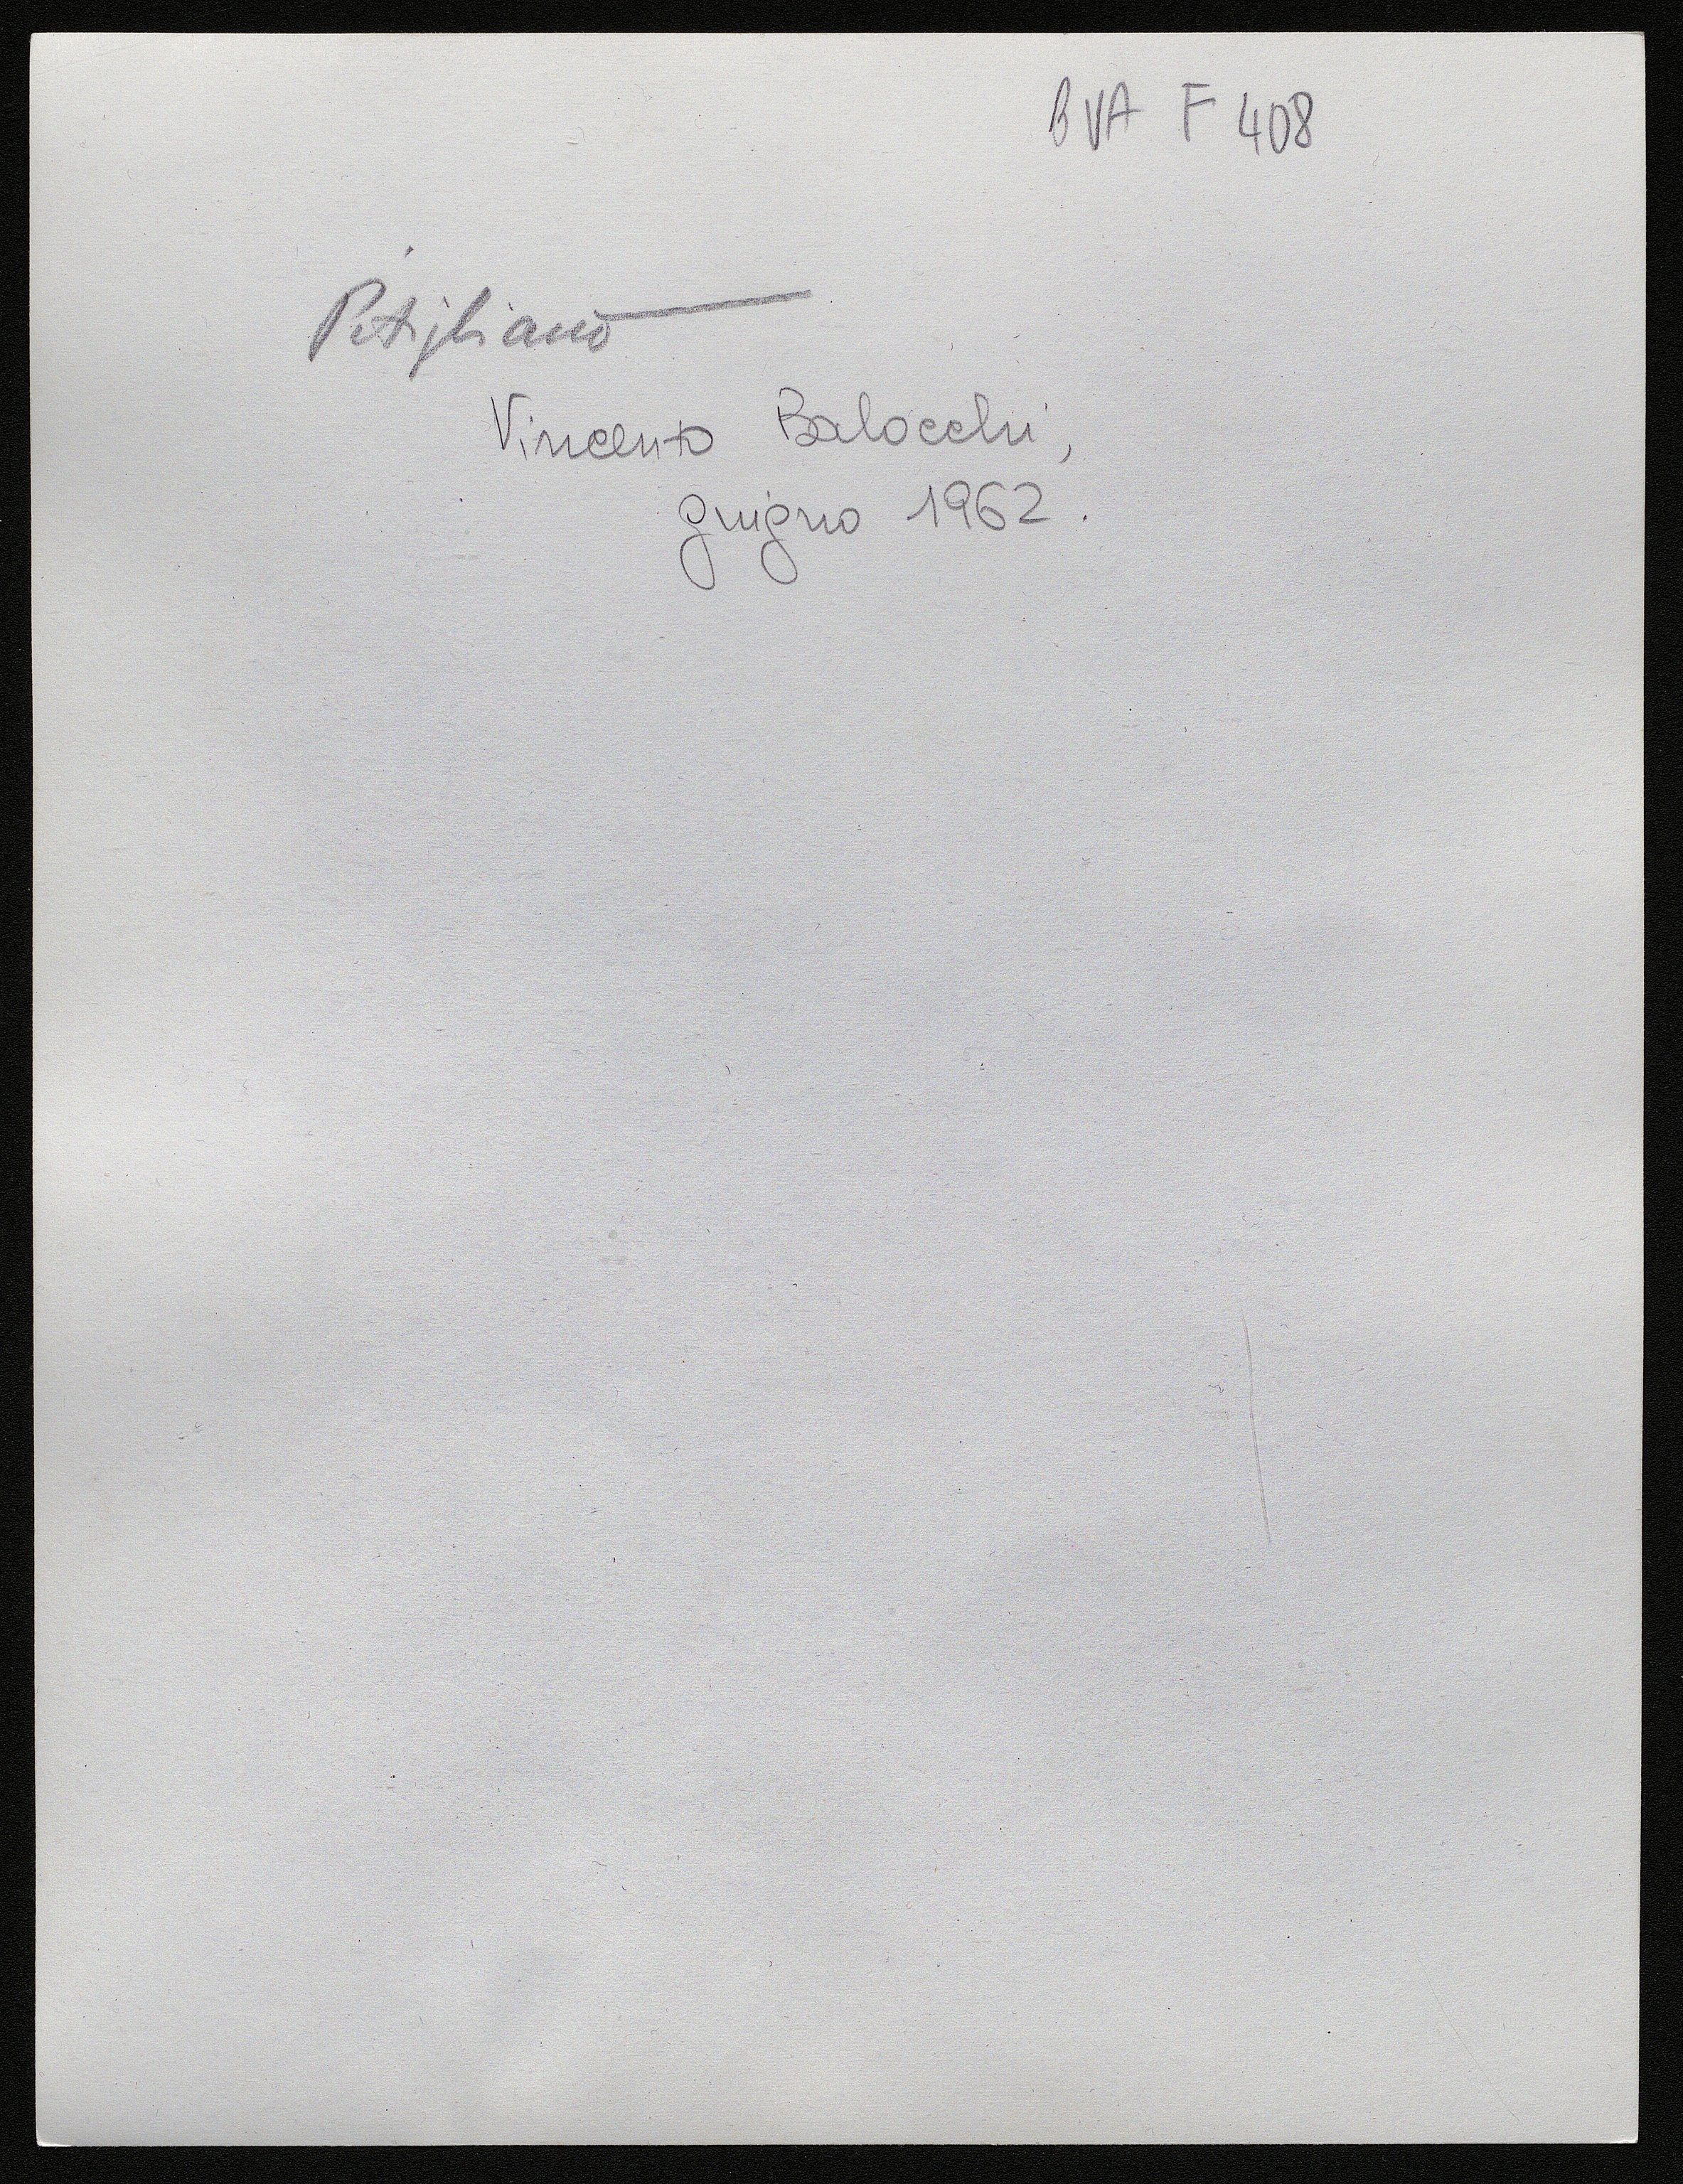 BVA F 408
Pitigliano
Vincenzo Balocchi,
giugno 1962.